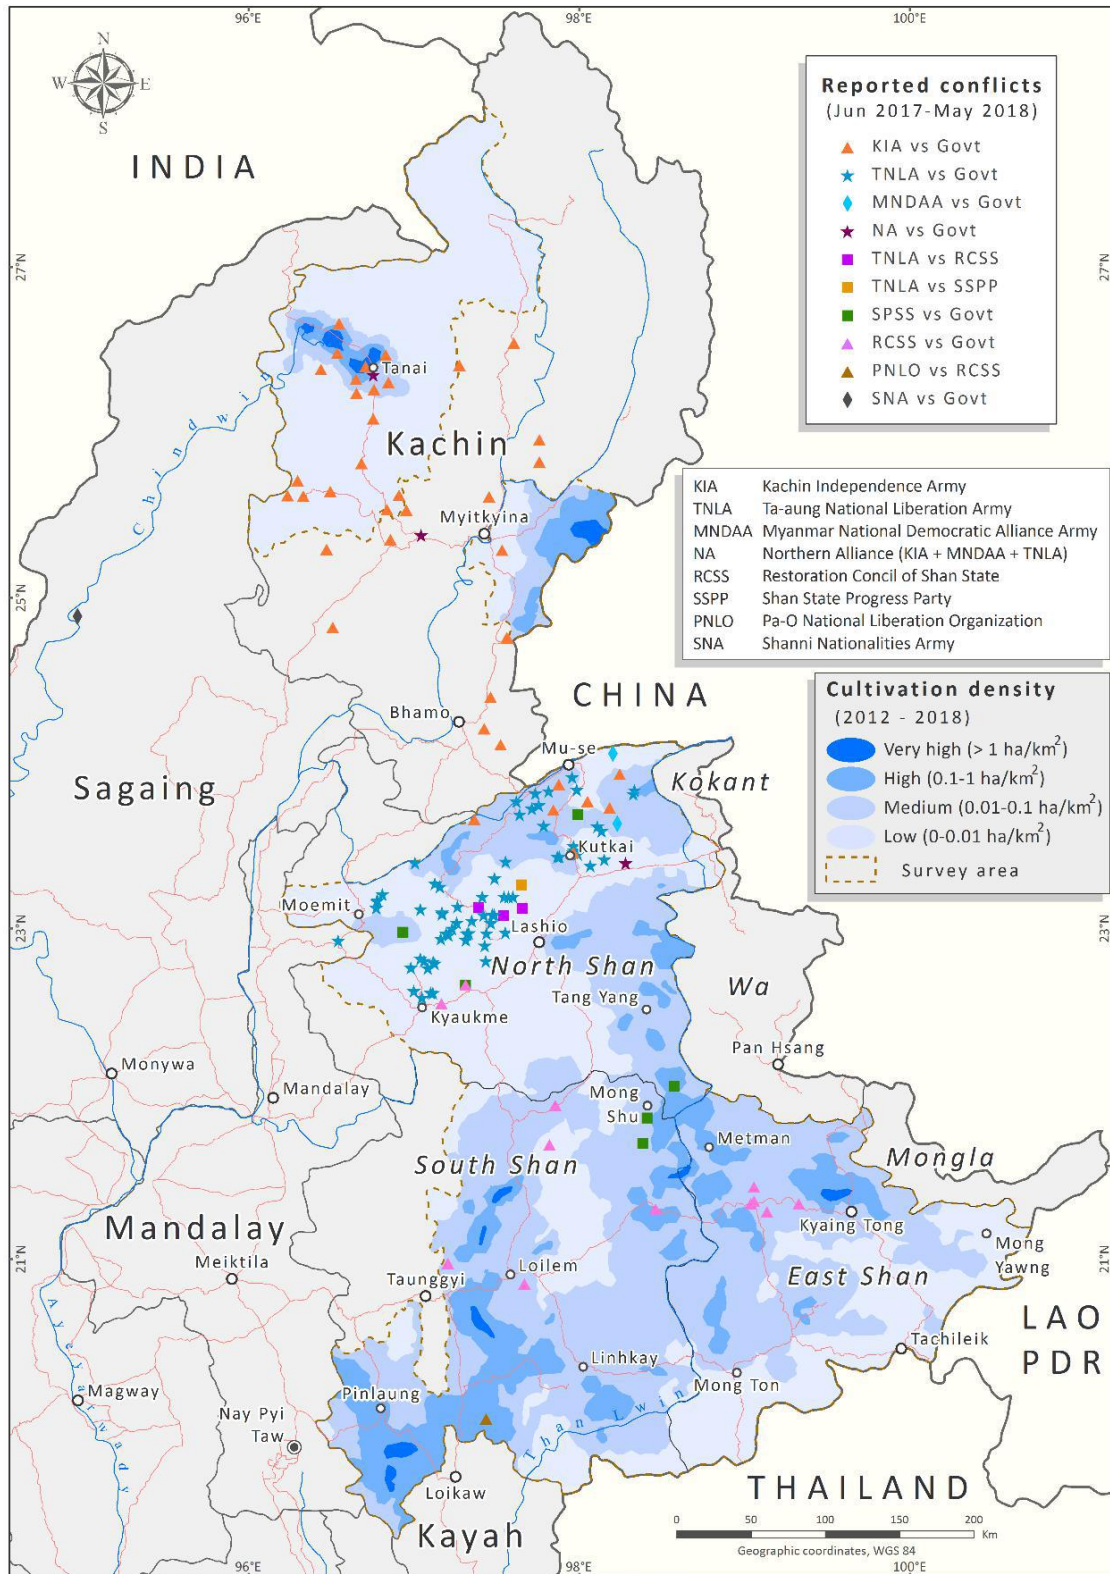 96°E
98°E
100°E
N
W
E
S
INDIA
Reported conflicts
(Jun 2017-May 2018)
KIA vs Govt
TNLA vs Govt
MNDAA vs Govt
NA vs Govt
TNLA vs RCSS
TNLA vs SSPP
SPSS vs Govt
RCSS vs Govt
PNLO vs RCSS
SNA vs Govt
27°N
27°N
Tanai
Chindwin
Kachin
KIA Kachin Independence Army
TNLA Ta-aung National Liberation Army
MNDAA Myanmar National Democratic Alliance Army
NA Northern Alliance (KIA + MNDAA + TNLA)
RCSS Restoration Concil of Shan State
SSPP Shan State Progress Party
PNLO Pa-O National Liberation Organization
SNA Shanni Nationalities Army
Myitkyina
25°N
25°N
CHINA
Cultivation density
(2012 - 2018)
Very high (> 1 ha/km²)
High (0.1-1 ha/km²)
Medium (0.01-0.1 ha/km²)
Low (0-0.01 ha/km²)
Survey area
Bhamo
Mu-se
Kokant
Sagaing
Kutkai
Moemit
23°N
23°N
Lashio
North Shan
Wa
Tang Yang
Kyaukme
Pan Hsang
Monywa
Mandalay
Mong
Shu
Metman
South Shan
Mongla
Mandalay
Kyaing Tong
Meiktila
21°N
21°N
Loilem
Mong
Yawng
Taunggyi
East Shan
LAO
PDR
Tachileik
Linhkay
Mong Ton
Ayeyarwady
Magway
Pinlaung
Than Lwin
Nay Pyi
Taw
Loikaw
THAILAND
Kayah
0 50 100 150 200
Km
Geographic coordinates, WGS 84
96°E
98°E
100°E